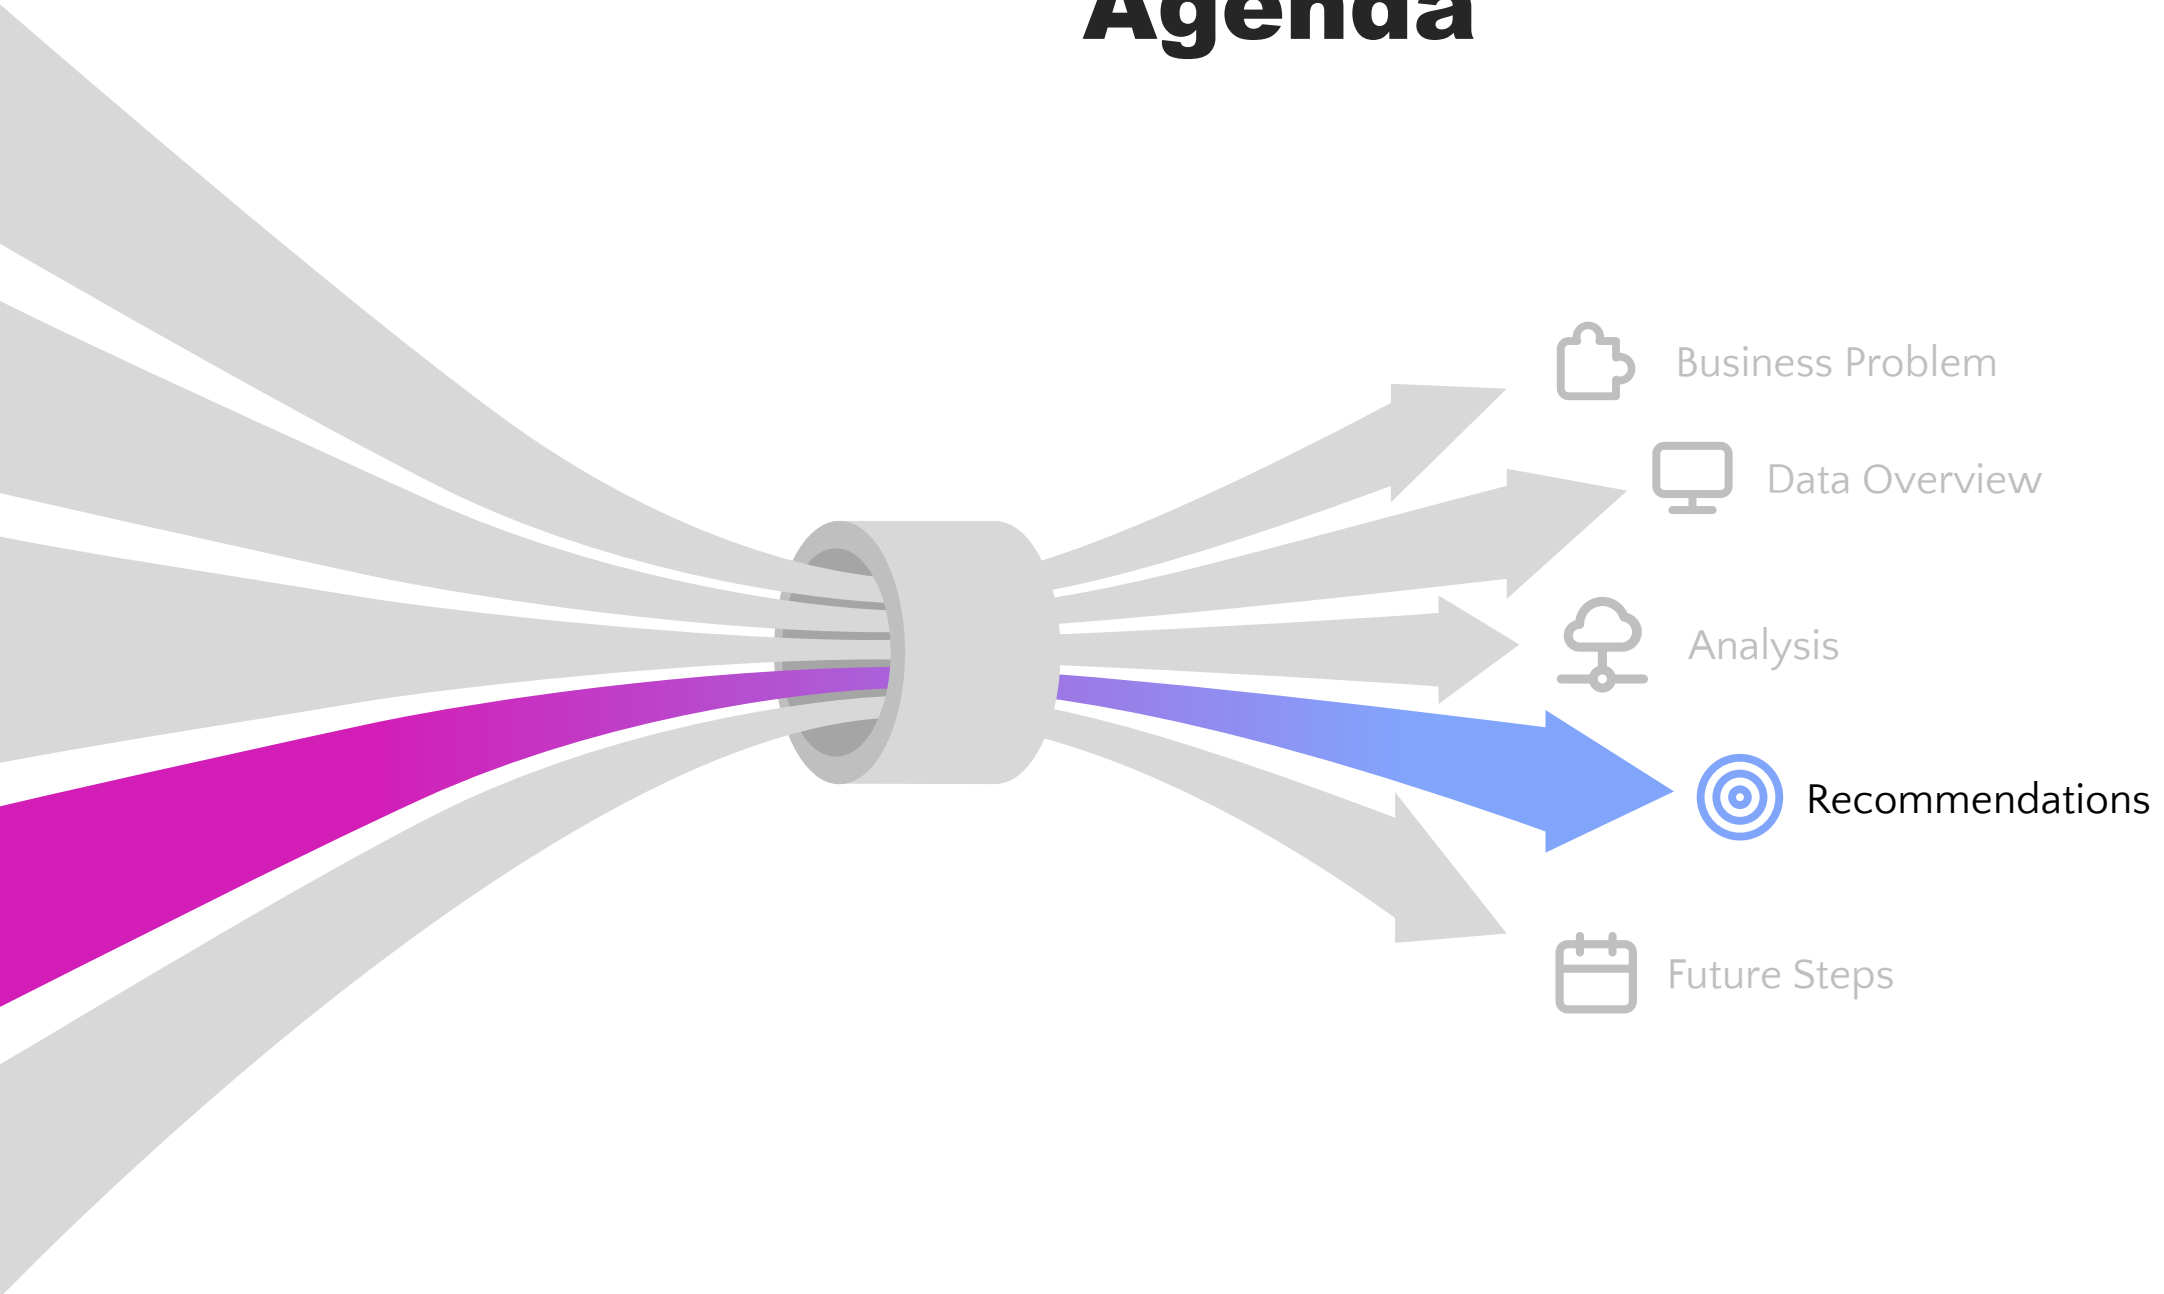 Agenda
Business Problem
Data Overview
Analysis
Recommendations
Future Steps